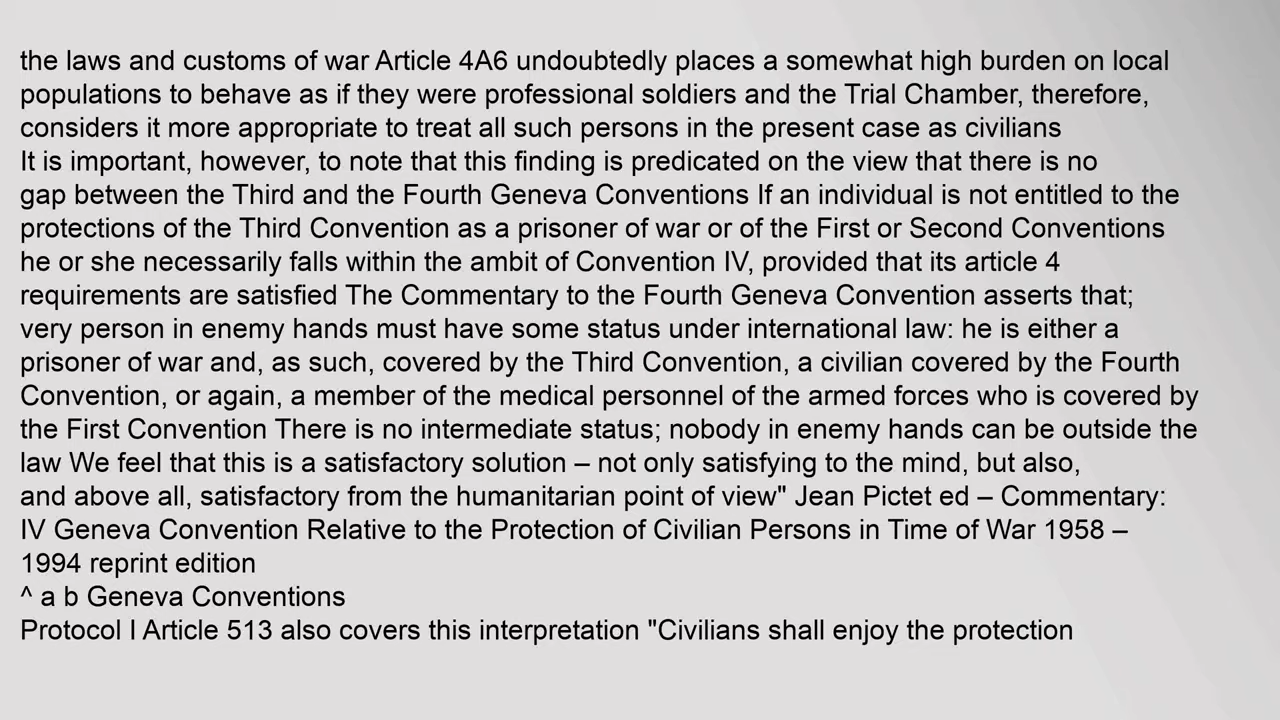 the laws and customs of war Article 4A6 undoubtedly places a somewhat high burden on local
populations to behave as if they were professional soldiers and the Trial Chamber, therefore,
considers it more appropriate to treat all such persons in the present case as civilians
It is important, however, to note that this finding is predicated on the view that there is no
gap between the Third and the Fourth Geneva Conventions If an individual is not entitled to the
protections of the Third Convention as a prisoner of war or of the First or Second Conventions
he or she necessarily falls within the ambit of Convention IV, provided that its article 4
requirements are satisfied The Commentary to the Fourth Geneva Convention asserts that;
very person in enemy hands must have some status under international law: he is either a
prisoner of war and, as such, covered by the Third Convention, a civilian covered by the Fourth
Convention, or again, a member of the medical personnel of the armed forces who is covered by
the First Convention There is no intermediate status; nobody in enemy hands can be outside the
law We feel that this is a satisfactory solution – not only satisfying to the mind, but also,
and above all, satisfactory from the humanitarian point of view" Jean Pictet ed – Commentary:
IV Geneva Convention Relative to the Protection of Civilian Persons in Time of War 1958 –
1994 reprint edition
^ a b Geneva Conventions
Protocol I Article 513 also covers this interpretation "Civilians shall enjoy the protection